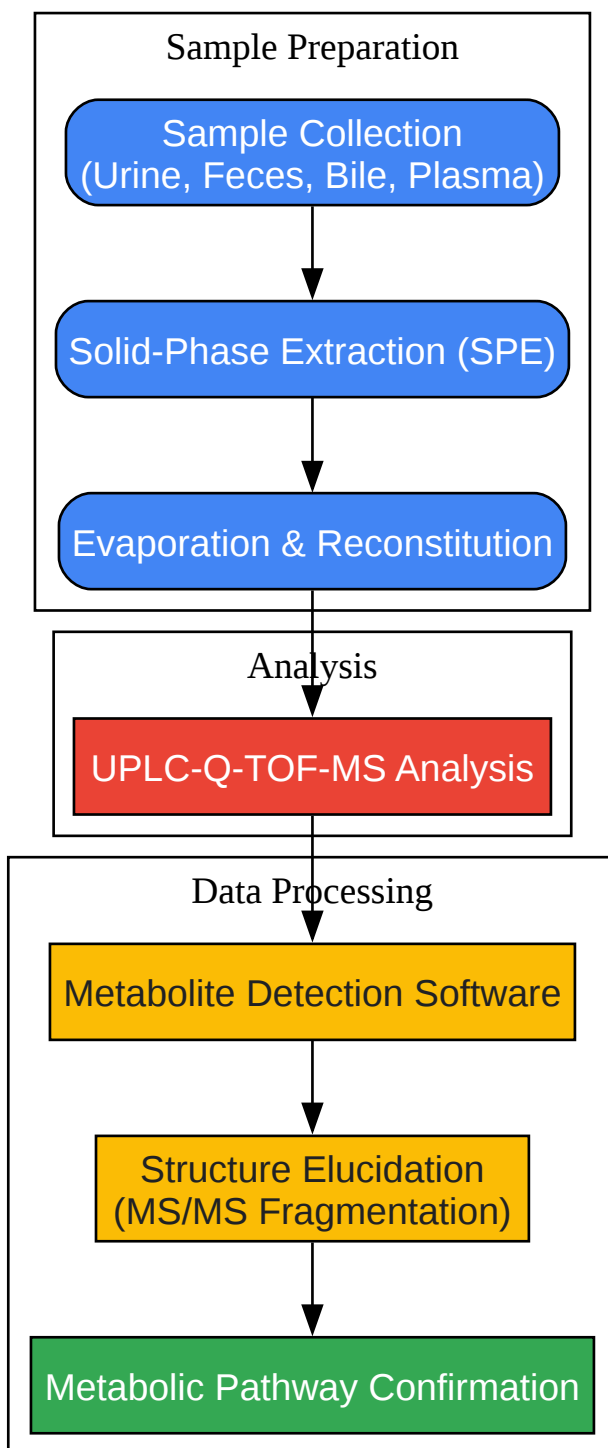 Sample Preparation
Sample Collection
(Urine, Feces, Bile, Plasma)
Solid-Phase Extraction (SPE)
Evaporation & Reconstitution
Analysis
UPLC-Q-TOF-MS Analysis
Data Processing
Metabolite Detection Software
Structure Elucidation
(MS/MS Fragmentation)
Metabolic Pathway Confirmation